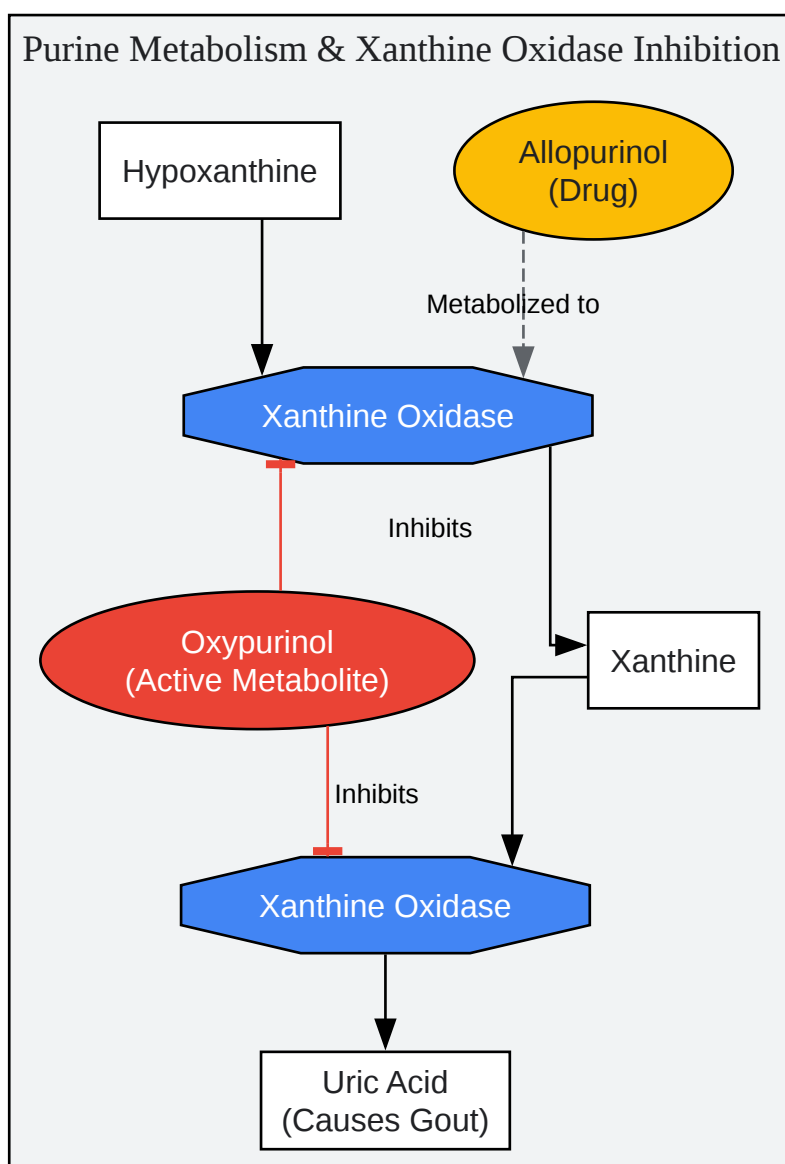 Purine Metabolism & Xanthine Oxidase Inhibition
Hypoxanthine
Allopurinol
(Drug)
Metabolized to
Xanthine Oxidase
Inhibits
Oxypurinol
(Active Metabolite)
Xanthine
Inhibits
Xanthine Oxidase
Uric Acid
(Causes Gout)